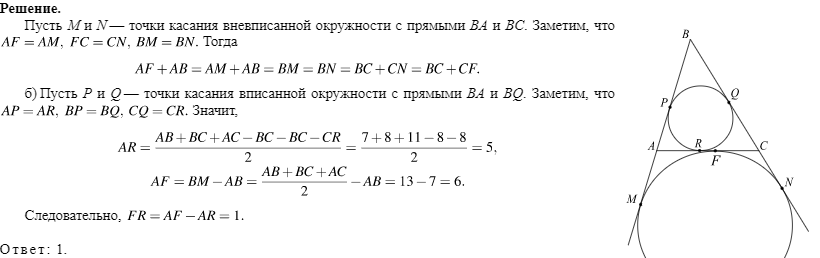 Решение.
Пусть M и N — точки касания вневписанной окружности с прямыми BA и BC. Заметим, что
AF = AM, FC = CN, BM = BN. Тогда
AF + AB = AM + AB = BM = BN = BC + CN = BC + CF.
б) Пусть P и Q — точки касания вписанной окружности с прямыми BA и BQ. Заметим, что
AP = AR, BP = BQ, CQ = CR. Значит,
AR = (AB + BC + AC − BC − BC − CR)/2 = (7 + 8 + 11 − 8 − 8)/2 = 5,
AF = BM − AB = (AB + BC + AC)/2 − AB = 13 − 7 = 6.
Следовательно, FR = AF − AR = 1.
Ответ: 1.
B
P
Q
A
R
F
C
M
N